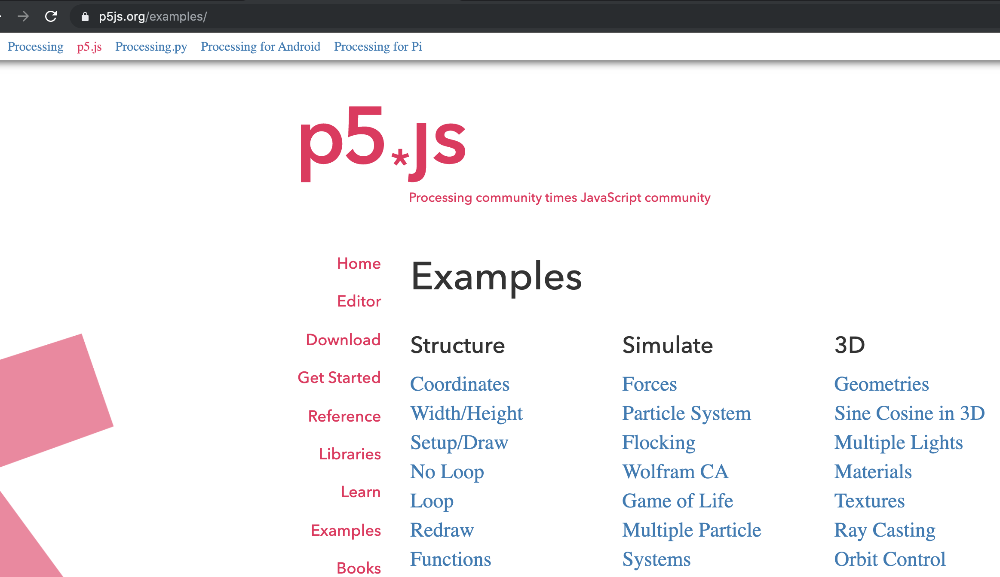 p5js.org/examples/
Processing p5.js Processing.py Processing for Android Processing for Pi
p5*js
Processing community times JavaScript community
Home
Editor
Download
Get Started
Reference
Libraries
Learn
Examples
Books
Examples
Structure
Coordinates
Width/Height
Setup/Draw
No Loop
Loop
Redraw
Functions
Simulate
Forces
Particle System
Flocking
Wolfram CA
Game of Life
Multiple Particle
Systems
3D
Geometries
Sine Cosine in 3D
Multiple Lights
Materials
Textures
Ray Casting
Orbit Control